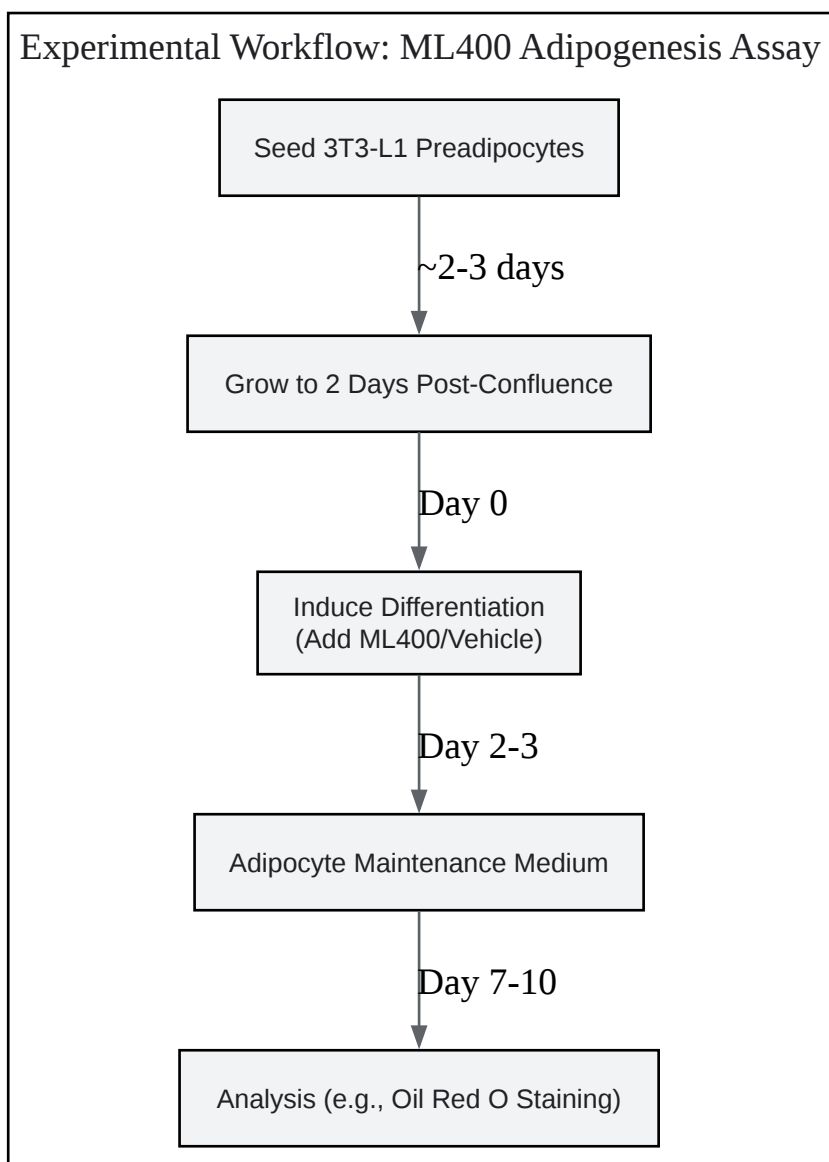 Experimental Workflow: ML400 Adipogenesis Assay
Seed 3T3-L1 Preadipocytes
~2-3 days
Grow to 2 Days Post-Confluence
Day 0
Induce Differentiation
(Add ML400/Vehicle)
Day 2-3
Adipocyte Maintenance Medium
Day 7-10
Analysis (e.g., Oil Red O Staining)